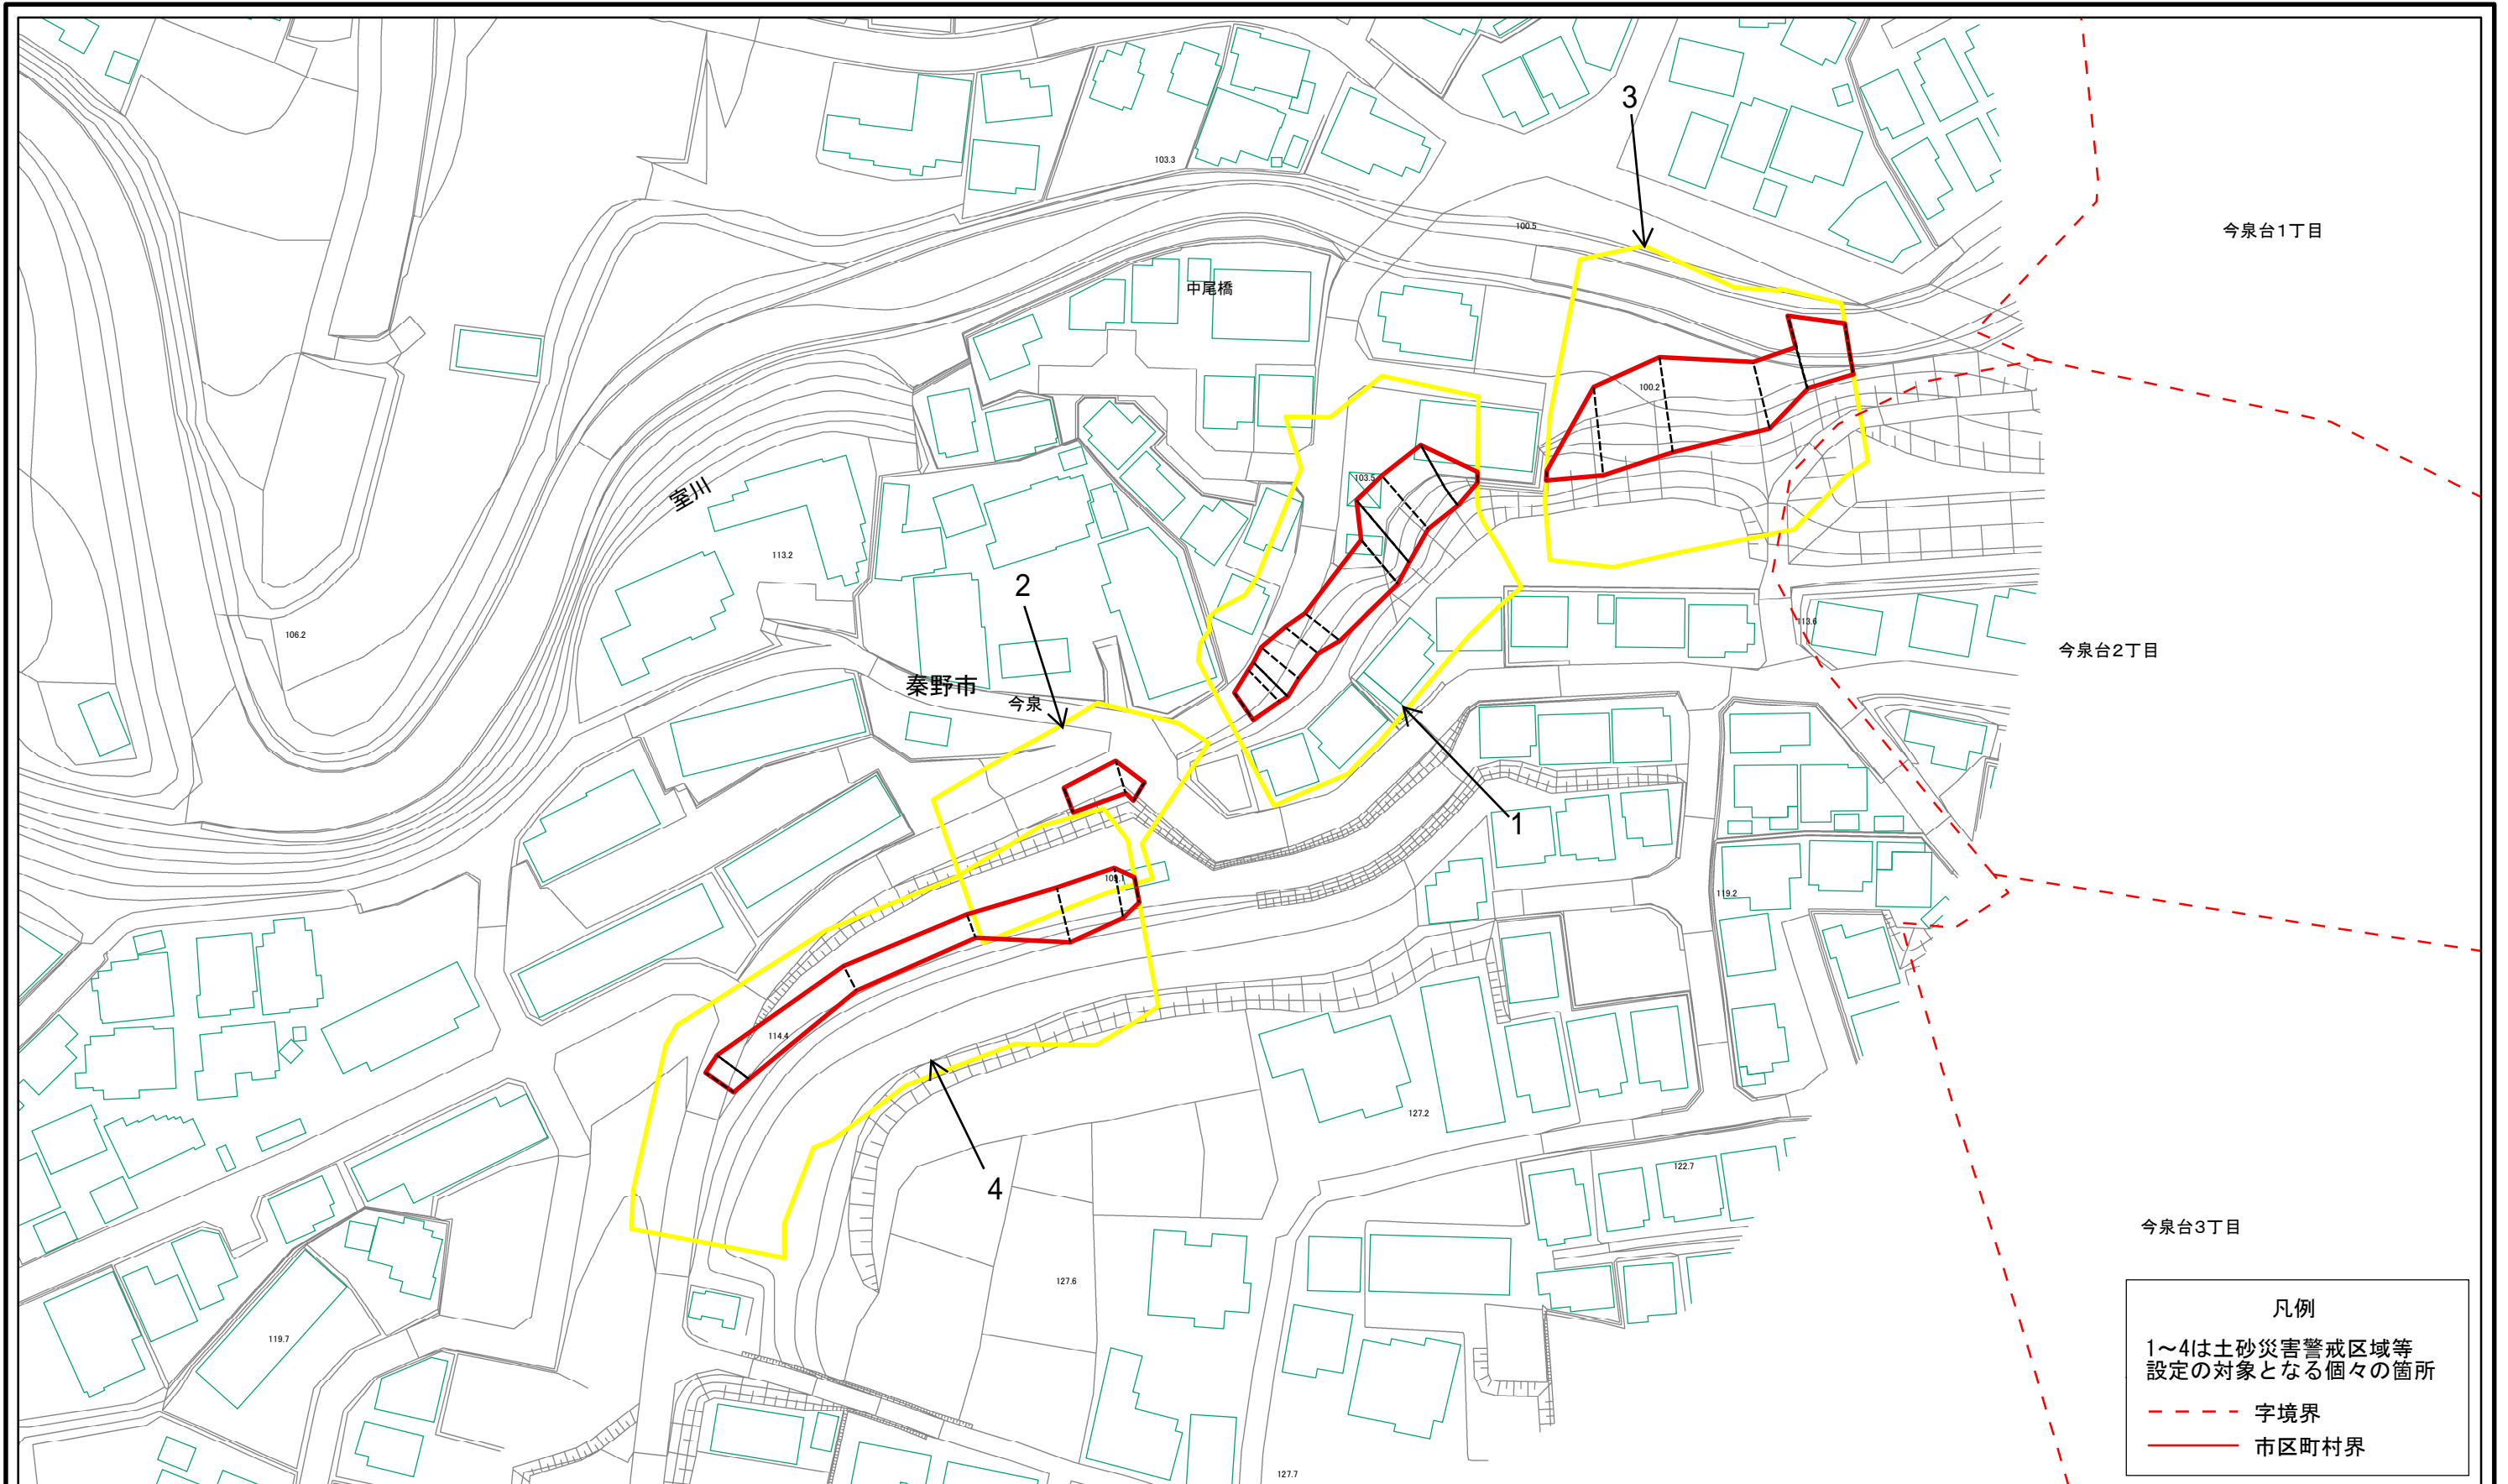 3
103.3
100.5
今泉台1丁目
中尾橋
100.2
103.5
室川
113.2
2
113.6
106.2
今泉台2丁目
秦野市
今泉
1
109.1
119.2
114.4
127.2
122.7
4
今泉台3丁目
127.6
119.7
127.7
凡例
1～4は土砂災害警戒区域等
設定の対象となる個々の箇所
字境界
市区町村界